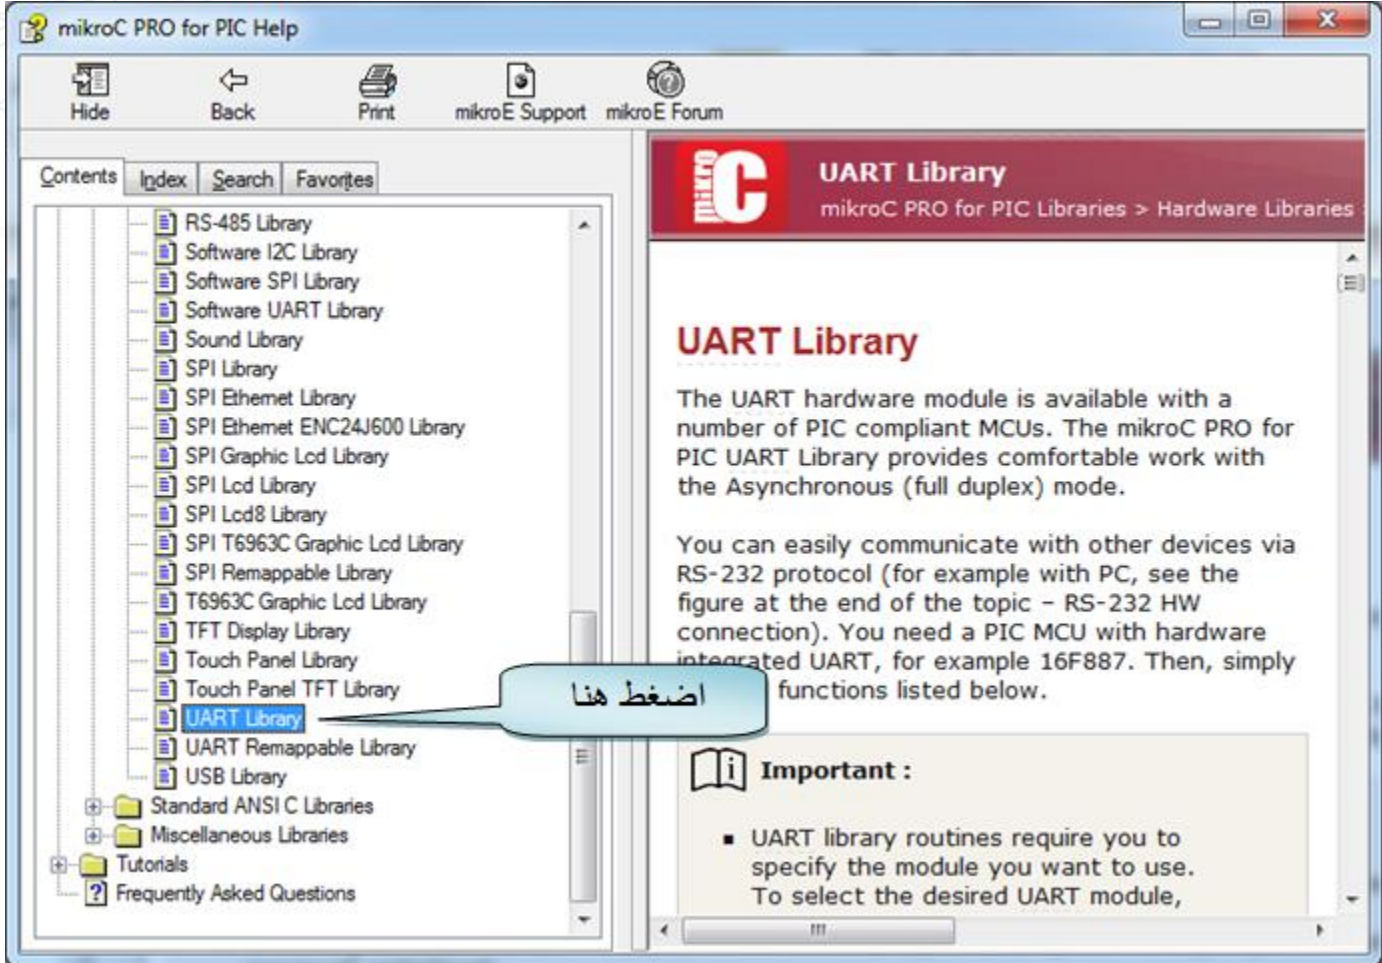 mikroC PRO for PIC Help
Hide Back Print mikroE Support mikroE Forum
Contents Index Search Favorites
RS-485 Library
Software I2C Library
Software SPI Library
Software UART Library
Sound Library
SPI Library
SPI Ethernet Library
SPI Ethernet ENC24J600 Library
SPI Graphic Lcd Library
SPI Lcd Library
SPI Lcd8 Library
SPI T6963C Graphic Lcd Library
SPI Remappable Library
T6963C Graphic Lcd Library
TFT Display Library
Touch Panel Library
Touch Panel TFT Library
UART Library
UART Remappable Library
USB Library
Standard ANSI C Libraries
Miscellaneous Libraries
Tutorials
Frequently Asked Questions
اضغط هنا
mikro C
UART Library
mikroC PRO for PIC Libraries > Hardware Libraries
UART Library
The UART hardware module is available with a
number of PIC compliant MCUs. The mikroC PRO for
PIC UART Library provides comfortable work with
the Asynchronous (full duplex) mode.
You can easily communicate with other devices via
RS-232 protocol (for example with PC, see the
figure at the end of the topic – RS-232 HW
connection). You need a PIC MCU with hardware
integrated UART, for example 16F887. Then, simply
functions listed below.
Important :
▪ UART library routines require you to
specify the module you want to use.
To select the desired UART module,